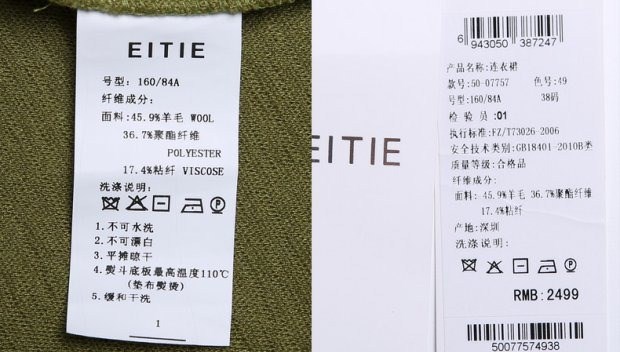 EITIE
号型: 160/84A
纤维成分:
面料: 45.9%羊毛 WOOL
36.7%聚酯纤维
POLYESTER
17.4%粘纤 VISCOSE
洗涤说明:
P
1.不可水洗
2.不可漂白
3.平摊晾干
4.熨斗底板最高温度110℃
(垫布熨烫)
5.缓和干洗
1
EITIE
6 943050 387247
产品名称:连衣裙
款号:50-07757 色号:49
号型:160/84A 38码
检 验 员:01
执行标准:FZ/T73026-2006
安全技术类别:GB18401-2010B类
质量等级:合格品
纤维成分:
面料: 45.9%羊毛 36.7%聚酯纤维
17.4%粘纤
产地:深圳
洗涤说明:
P
RMB: 2499
50077574938